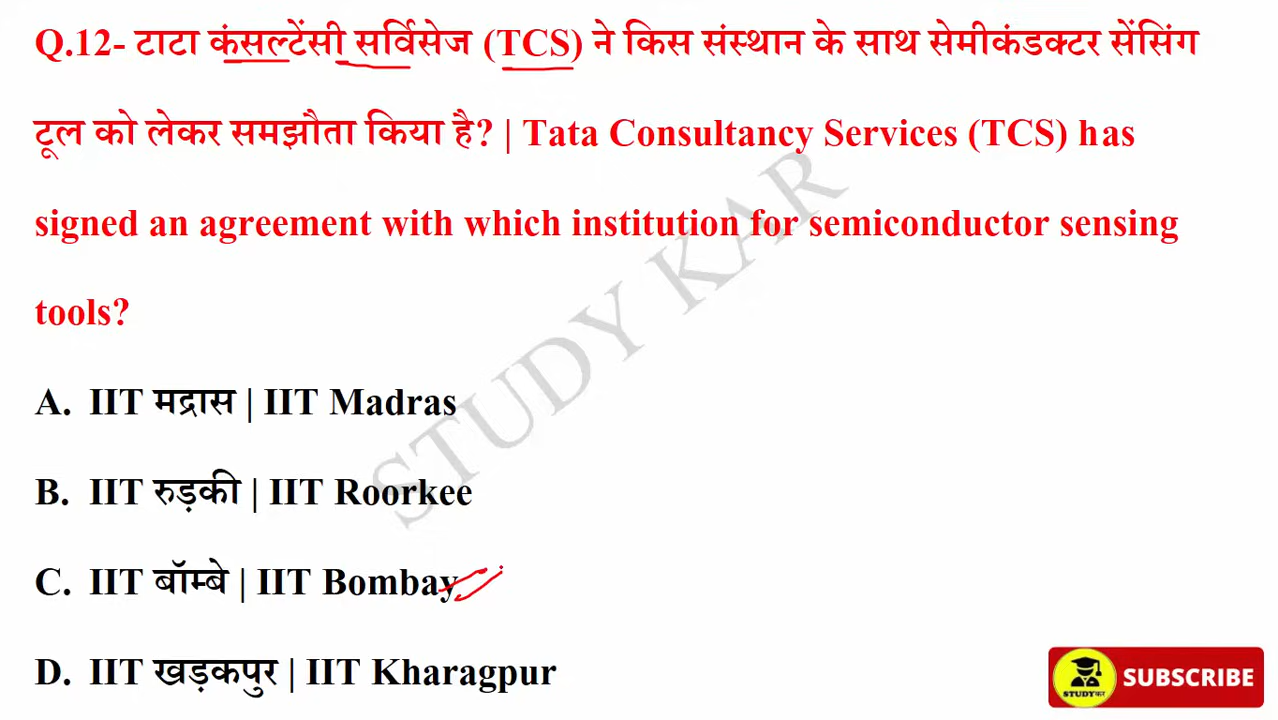 Q.12- टाटा कंसल्टेंसी सर्विसेज (TCS) ने किस संस्थान के साथ सेमीकंडक्टर सेंसिंग
टूल को लेकर समझौता किया है? | Tata Consultancy Services (TCS) has
signed an agreement with which institution for semiconductor sensing
tools?
STUDY KAR
A. IIT मद्रास | IIT Madras
B. IIT रुड़की | IIT Roorkee
C. IIT बॉम्बे | IIT Bombay
D. IIT खड़कपुर | IIT Kharagpur
STUDYकर
SUBSCRIBE